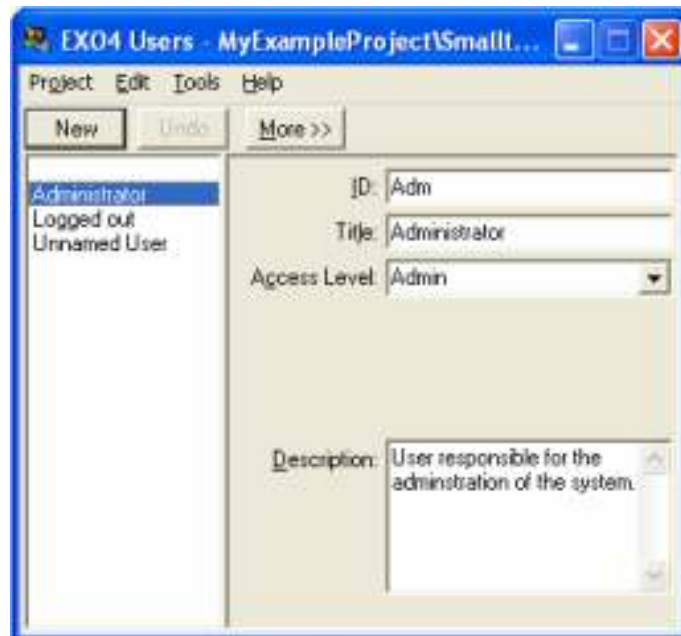 EXO4 Users - MyExampleProject\Smallt...
Project Edit Tools Help
New Undo More >>
Administrator
Logged out
Unnamed User
ID: Adm
Title: Administrator
Access Level: Admin
Description: User responsible for the
adminstration of the system.